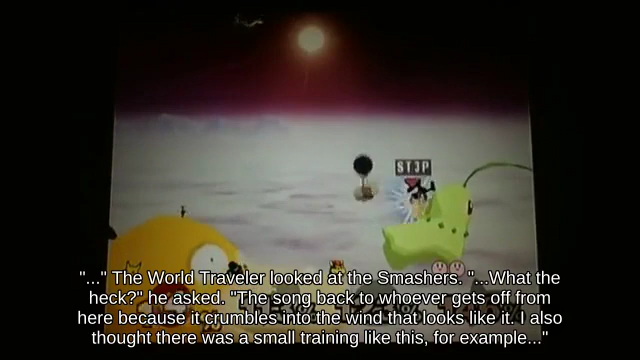 ST3P
"..." The World Traveler looked at the Smashers. "...What the
heck?" he asked. "The song back to whoever gets off from
here because it crumbles into the wind that looks like it. I also
thought there was a small training like this, for example..."